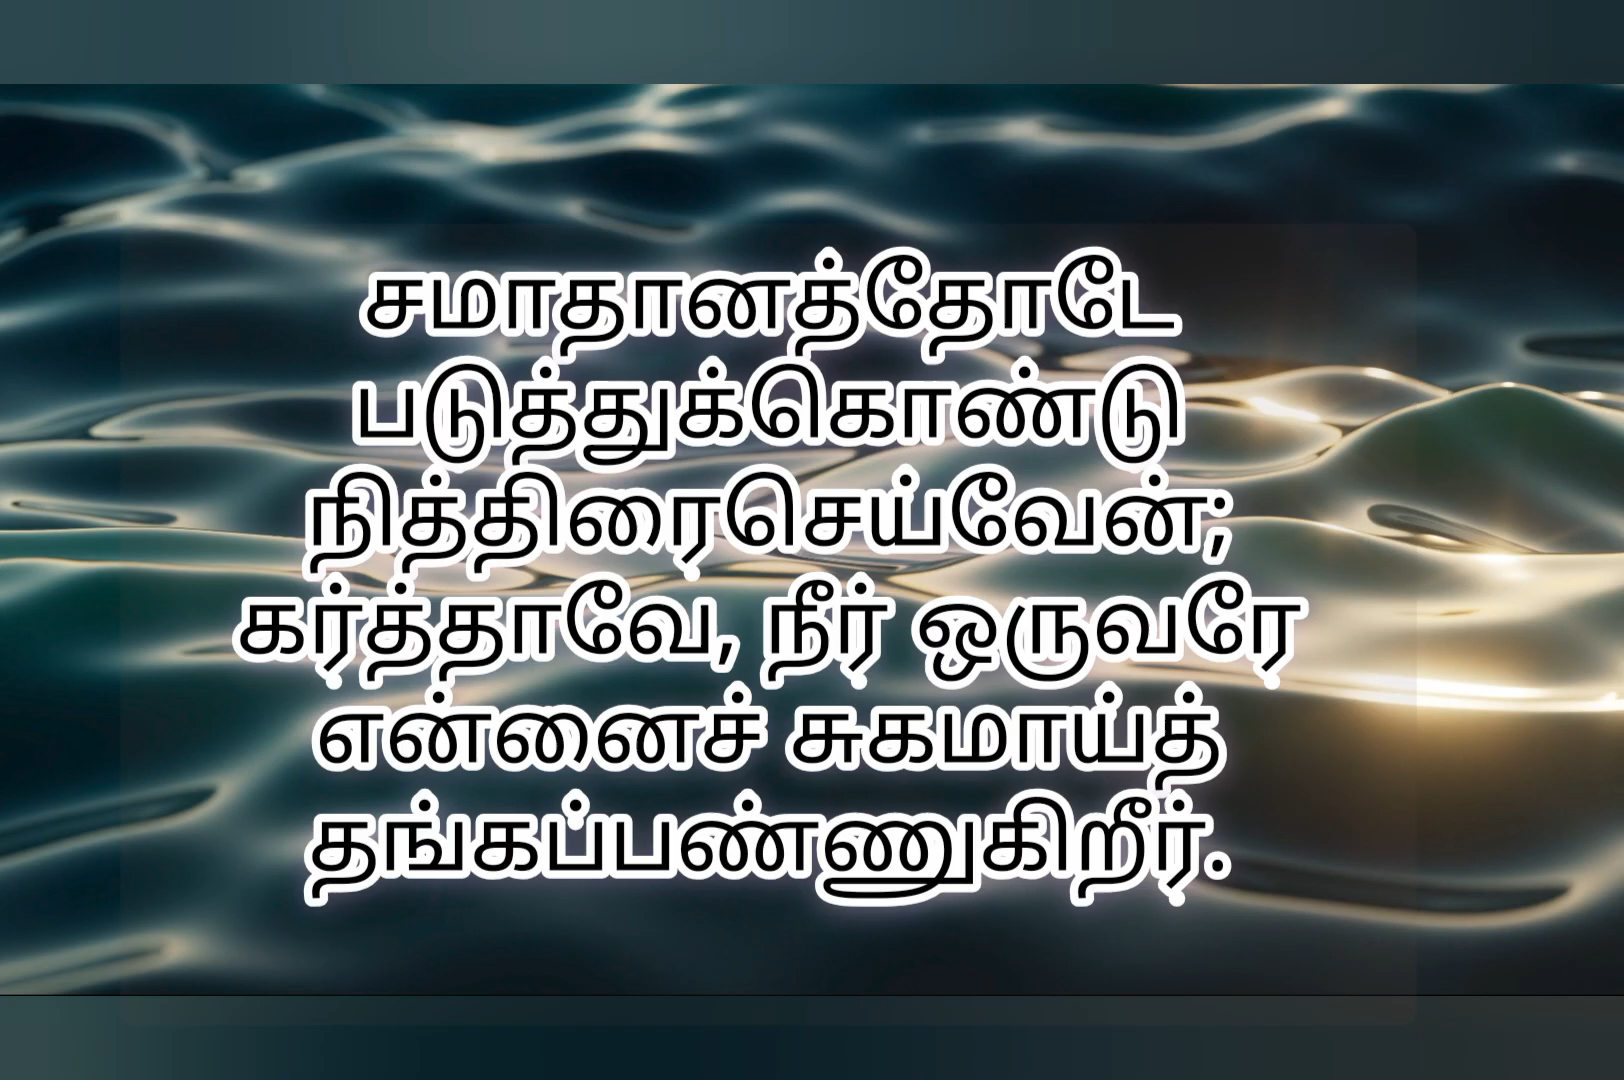 சமாதானத்தோடே
படுத்துக்கொண்டு
நித்திரைசெய்வேன்;
கர்த்தாவே, நீர் ஒருவரே
என்னைச் சுகமாய்த்
தங்கப்பண்ணுகிறீர்.